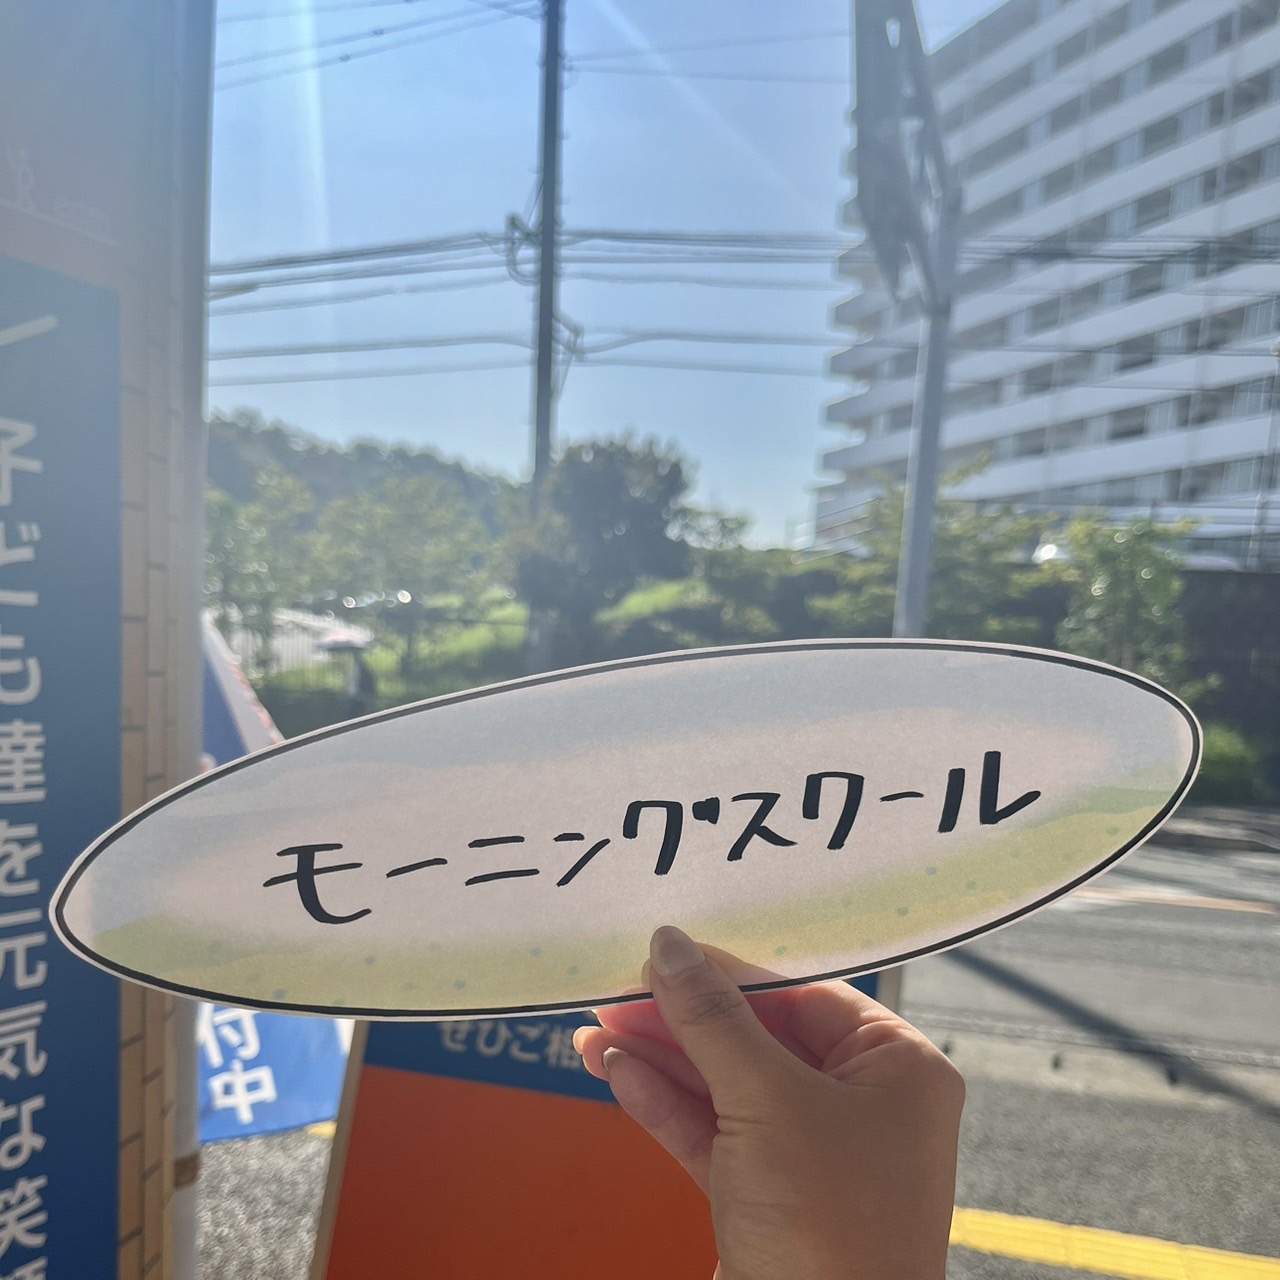 モーニングスクール
子ども達を元気な笑
付中
ぜひご相